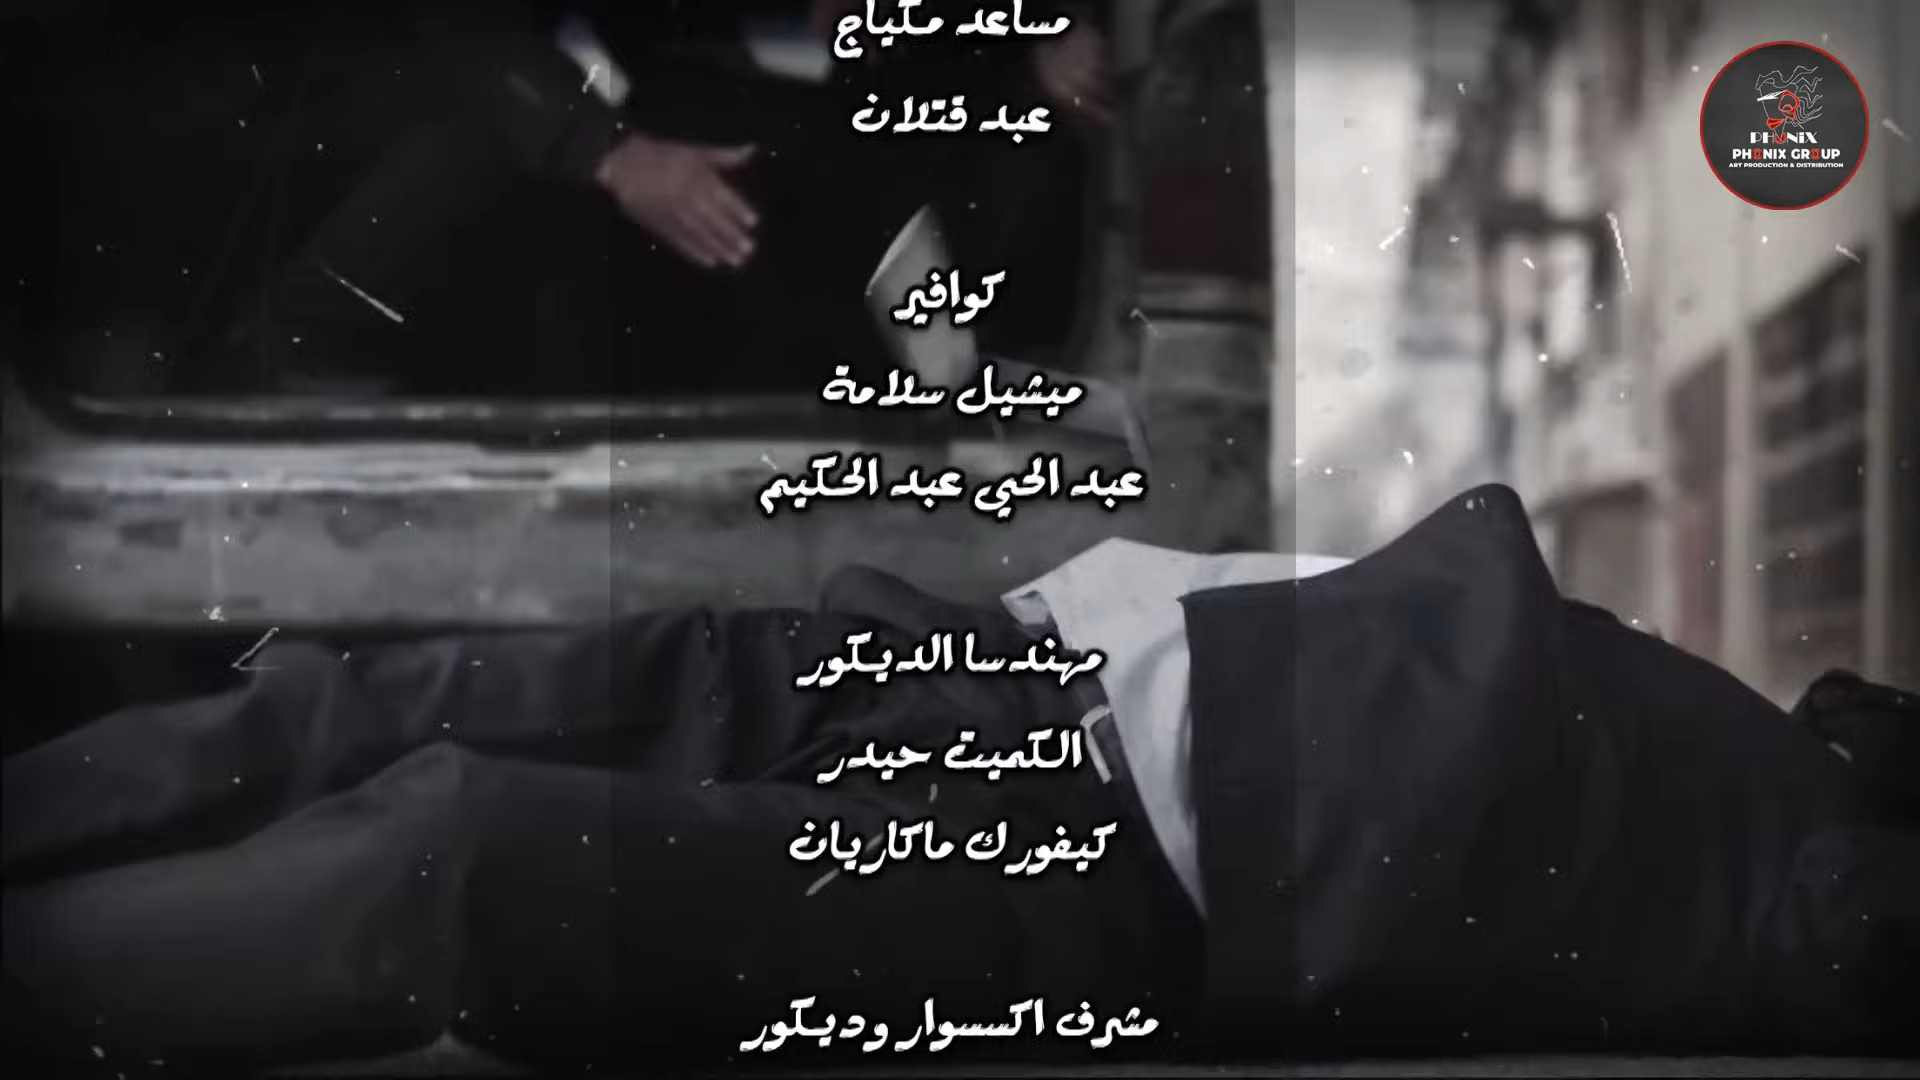 مساعد مكياج
عبد قتلان
كوافير
ميشيل سلامة
عبد الحي عبد الحكيم
مهندسا الديكور
الكميت حيدر
كيفورك ماكاريان
مشرف اكسسوار وديكور
PHONIX
PHONIX GROUP
ART PRODUCTION & DISTRIBUTION